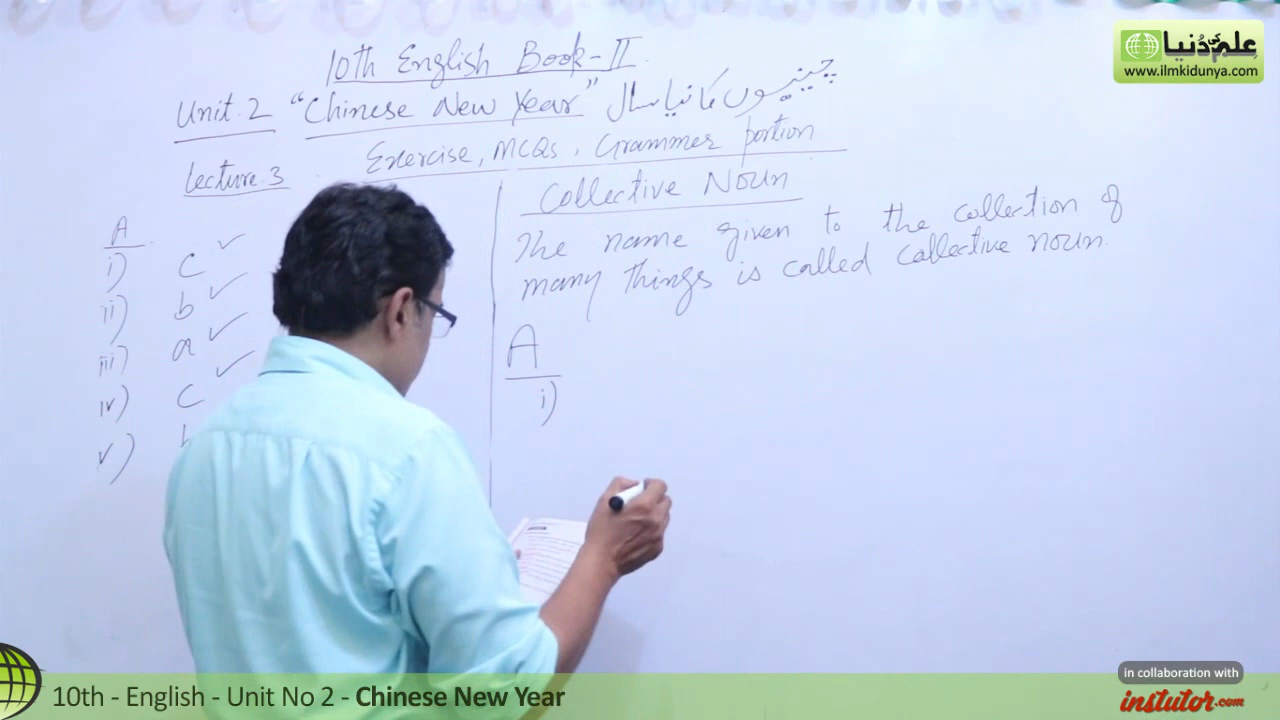 10th English Book-II
Unit.2 "Chinese New Year" چینیوں کا نیا سال
Lecture.3
Exercise, MCQs, Grammer portion
A
i) c ✓
ii) b ✓
iii) a ✓
iv) c ✓
v)
Collective Noun
The name given to the collection of
many things is called collective noun.
A
i)
علم کی دُنیا
www.ilmkidunya.com
10th - English - Unit No 2 - Chinese New Year
in collaboration with
instutor.com